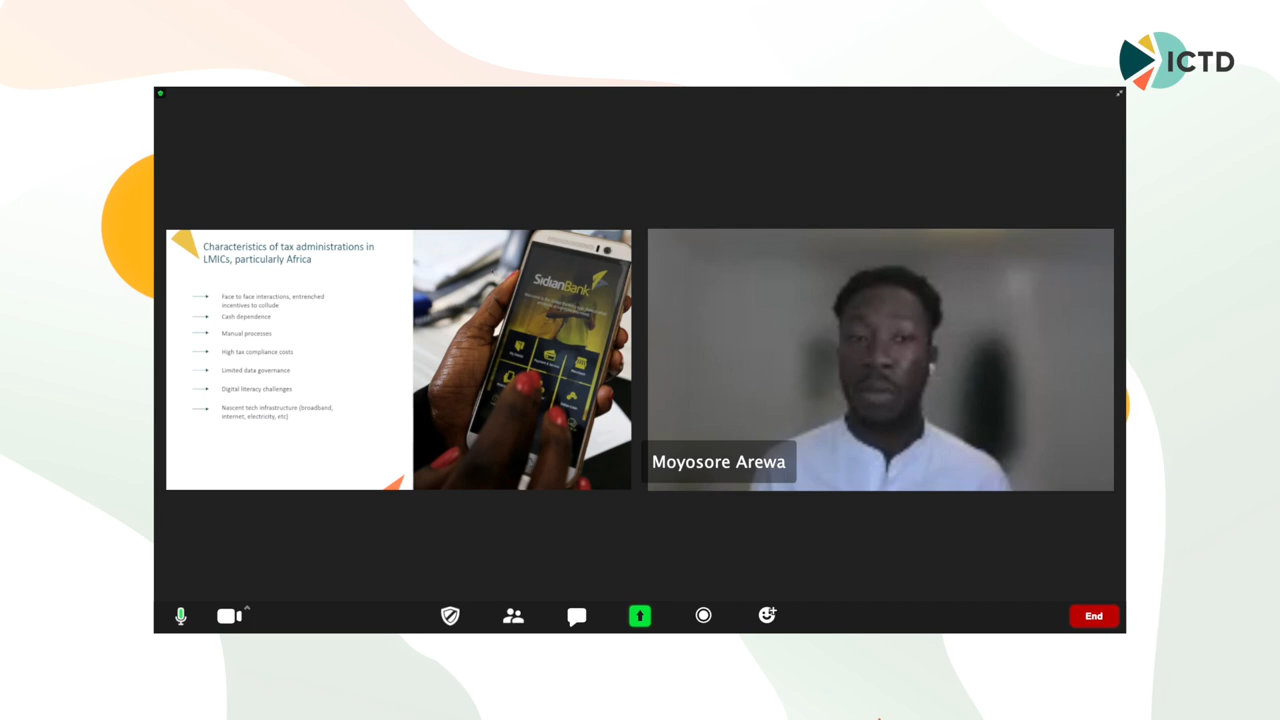 ICTD
Characteristics of tax administrations in
LMICs, particularly Africa
Face to face interactions, entrenched
incentives to collude
Cash dependence
Manual processes
High tax compliance costs
Limited data governance
Digital literacy challenges
Nascent tech infrastructure (broadband,
internet, electricity, etc)
SidianBank
Moyosore Arewa
End